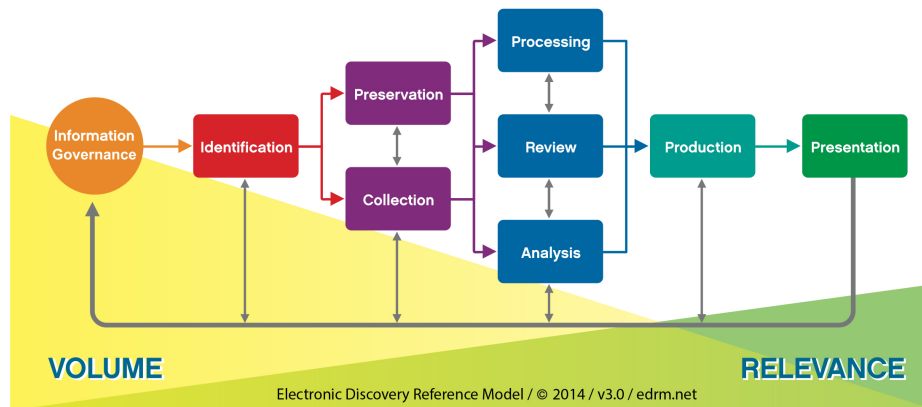 Information
Governance
Identification
Preservation
Collection
Processing
Review
Analysis
Production
Presentation
VOLUME
RELEVANCE
Electronic Discovery Reference Model / © 2014 / v3.0 / edrm.net